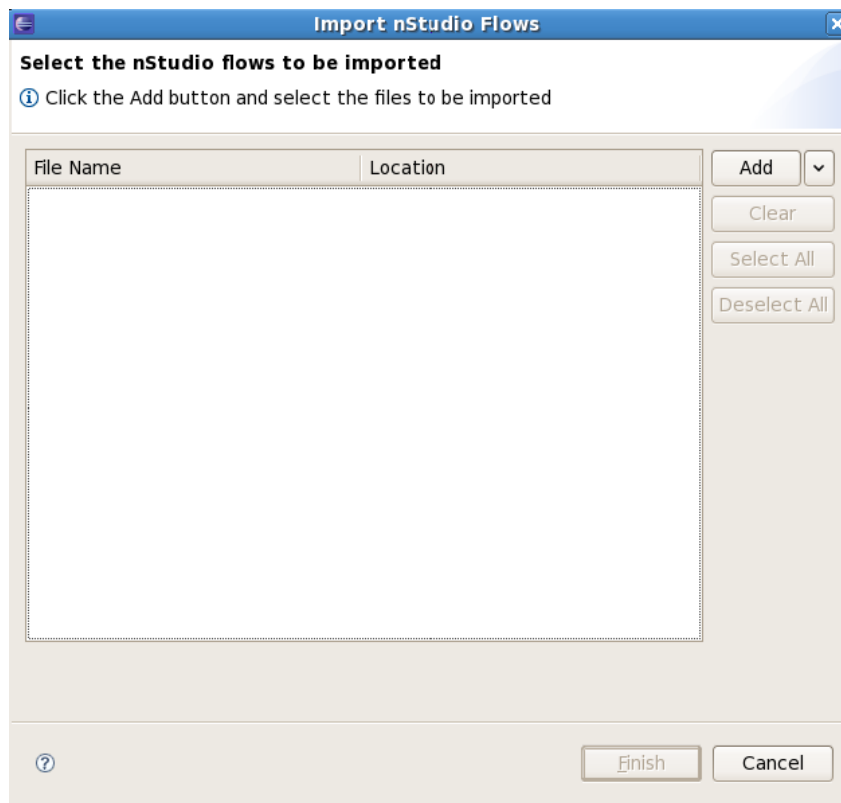 Import nStudio Flows
Select the nStudio flows to be imported
Click the Add button and select the files to be imported
File Name Location Add
Clear
Select All
Deselect All
Finish Cancel